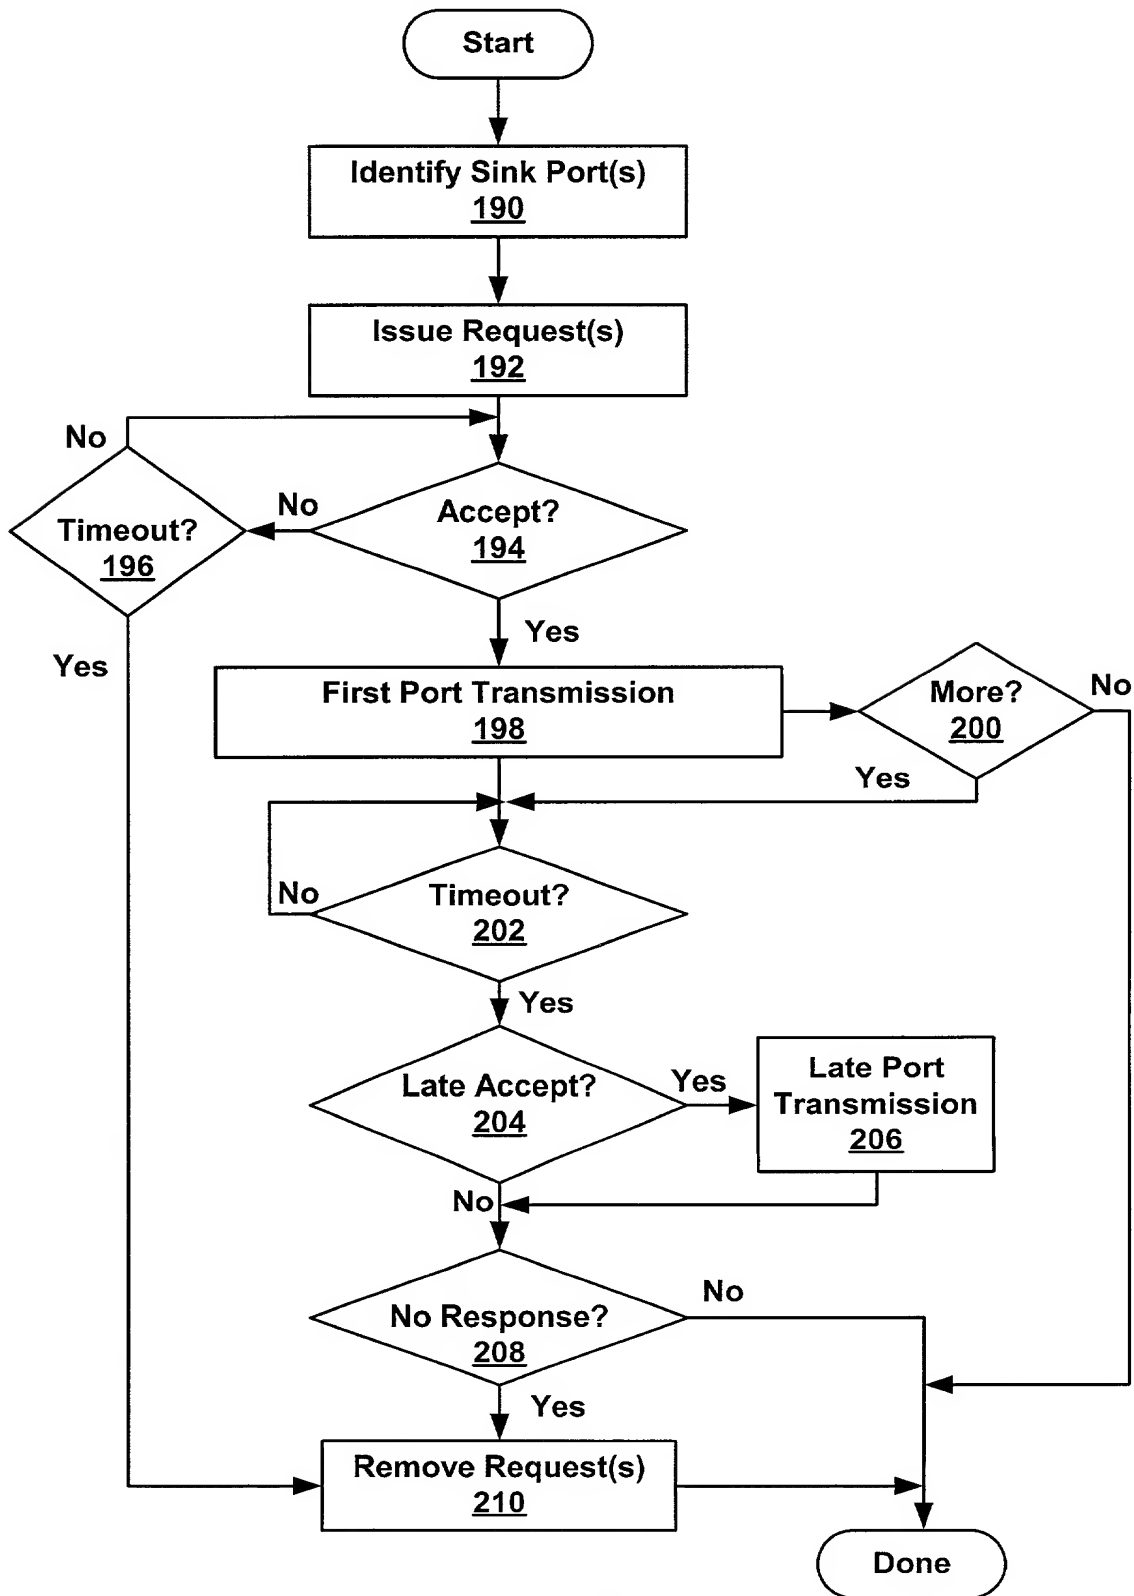 Start
Identify Sink Port(s)
190
Issue Request(s)
192
No
Timeout?
196
No
Accept?
194
Yes
Yes
First Port Transmission
198
More?
200
No
Yes
No
Timeout?
202
Yes
Late Accept?
204
Yes
Late Port
Transmission
206
No
No Response?
208
No
Yes
Remove Request(s)
210
Done